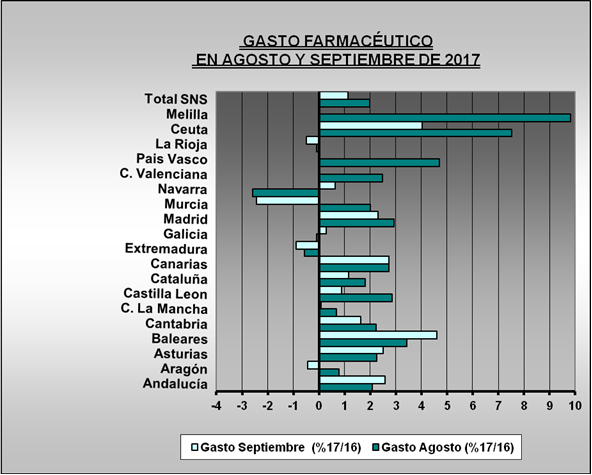 GASTO FARMACÉUTICO
EN AGOSTO Y SEPTIEMBRE DE 2017
Total SNS
Melilla
Ceuta
La Rioja
Pais Vasco
C. Valenciana
Navarra
Murcia
Madrid
Galicia
Extremadura
Canarias
Cataluña
Castilla Leon
C. La Mancha
Cantabria
Baleares
Asturias
Aragón
Andalucía
-4 -3 -2 -1 0 1 2 3 4 5 6 7 8 9 10
Gasto Septiembre (%17/16) Gasto Agosto (%17/16)